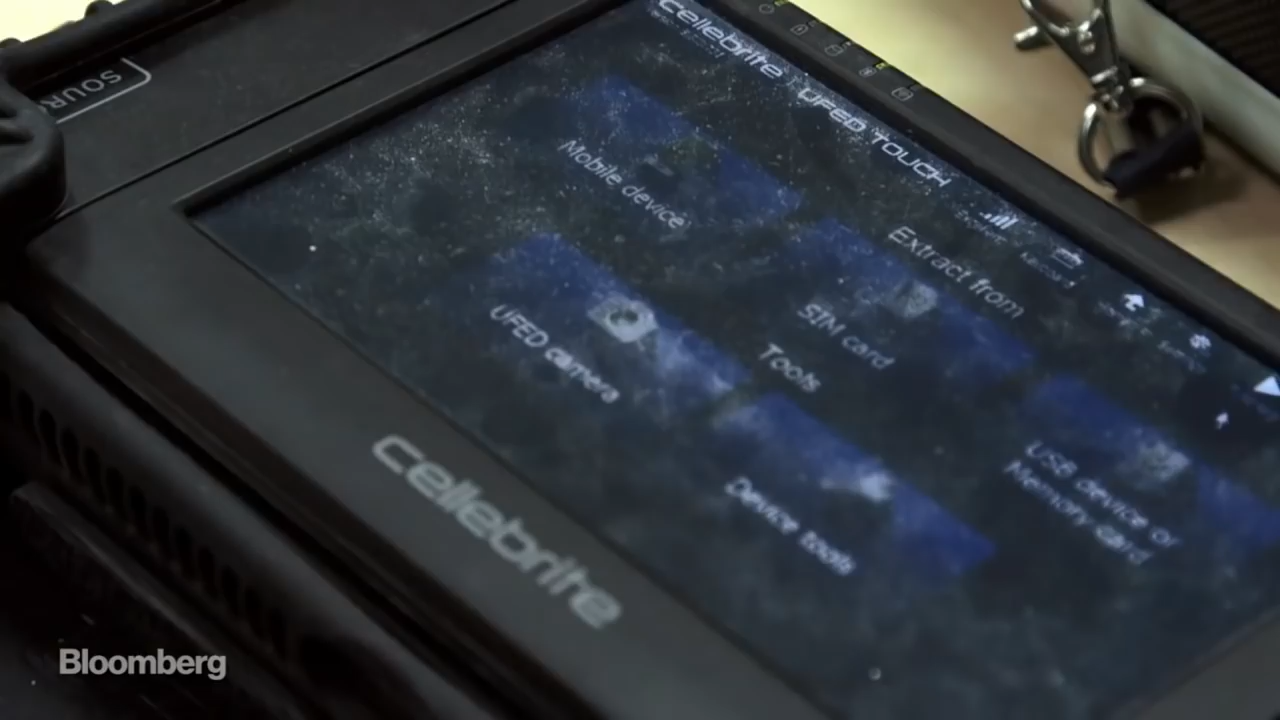 SOUR
cellebrite UFED TOUCH
Excellent
Extract from
Mobile device
SIM card
USB device or
Memory card
Tools
UFED camera
Device tools
cellebrite
Bloomberg